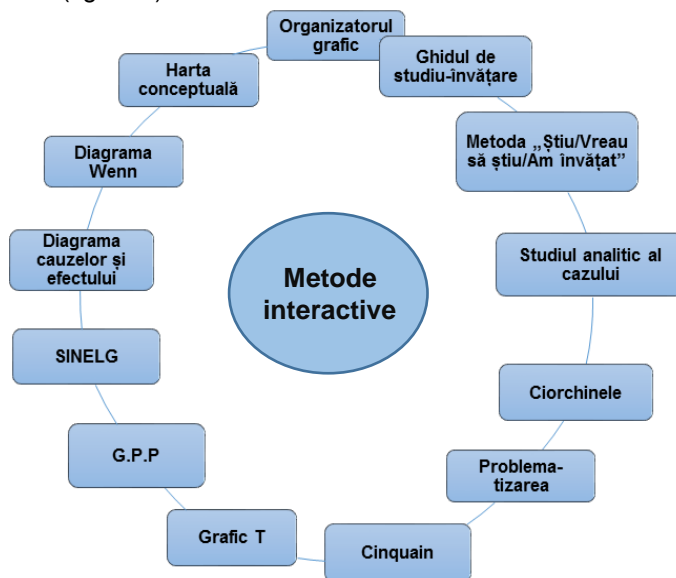 Organizatorul
grafic
Ghidul de
studiu-învățare
Metoda „Știu/Vreau
să știu/Am învățat”
Studiul analitic al
cazului
Ciorchinele
Problema-
tizarea
Cinquain
Grafic T
G.P.P
SINELG
Diagrama
cauzelor și
efectului
Diagrama
Wenn
Harta
conceptuală
Metode
interactive